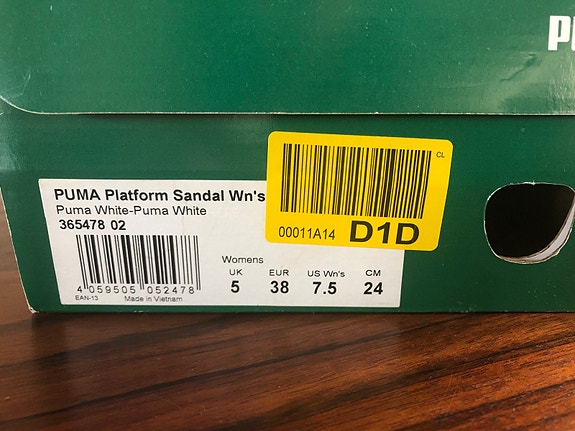 PUMA Platform Sandal Wn's
Puma White-Puma White
365478 02
4 059505 052478
EAN-13
Made in Vietnam
CL
00011A14 D1D
Womens
UK EUR US Wn's CM
5 38 7.5 24